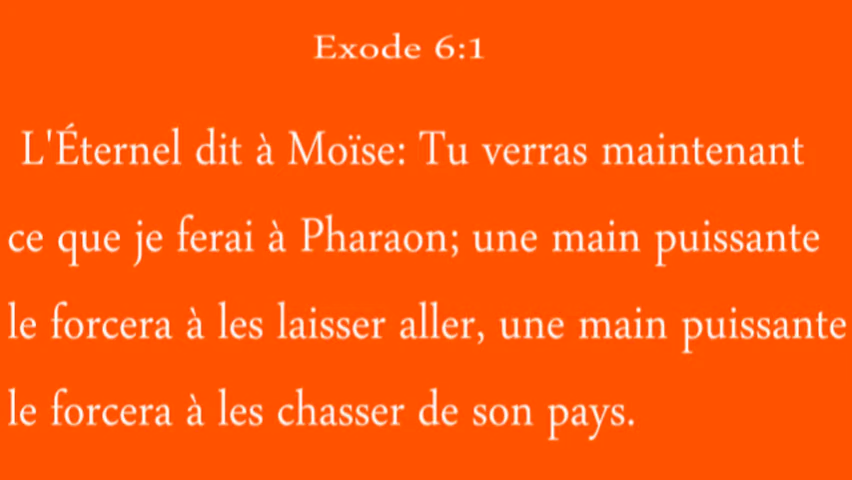 Exode 6:1
L'Éternel dit à Moïse: Tu verras maintenant
ce que je ferai à Pharaon; une main puissante
le forcera à les laisser aller, une main puissante
le forcera à les chasser de son pays.